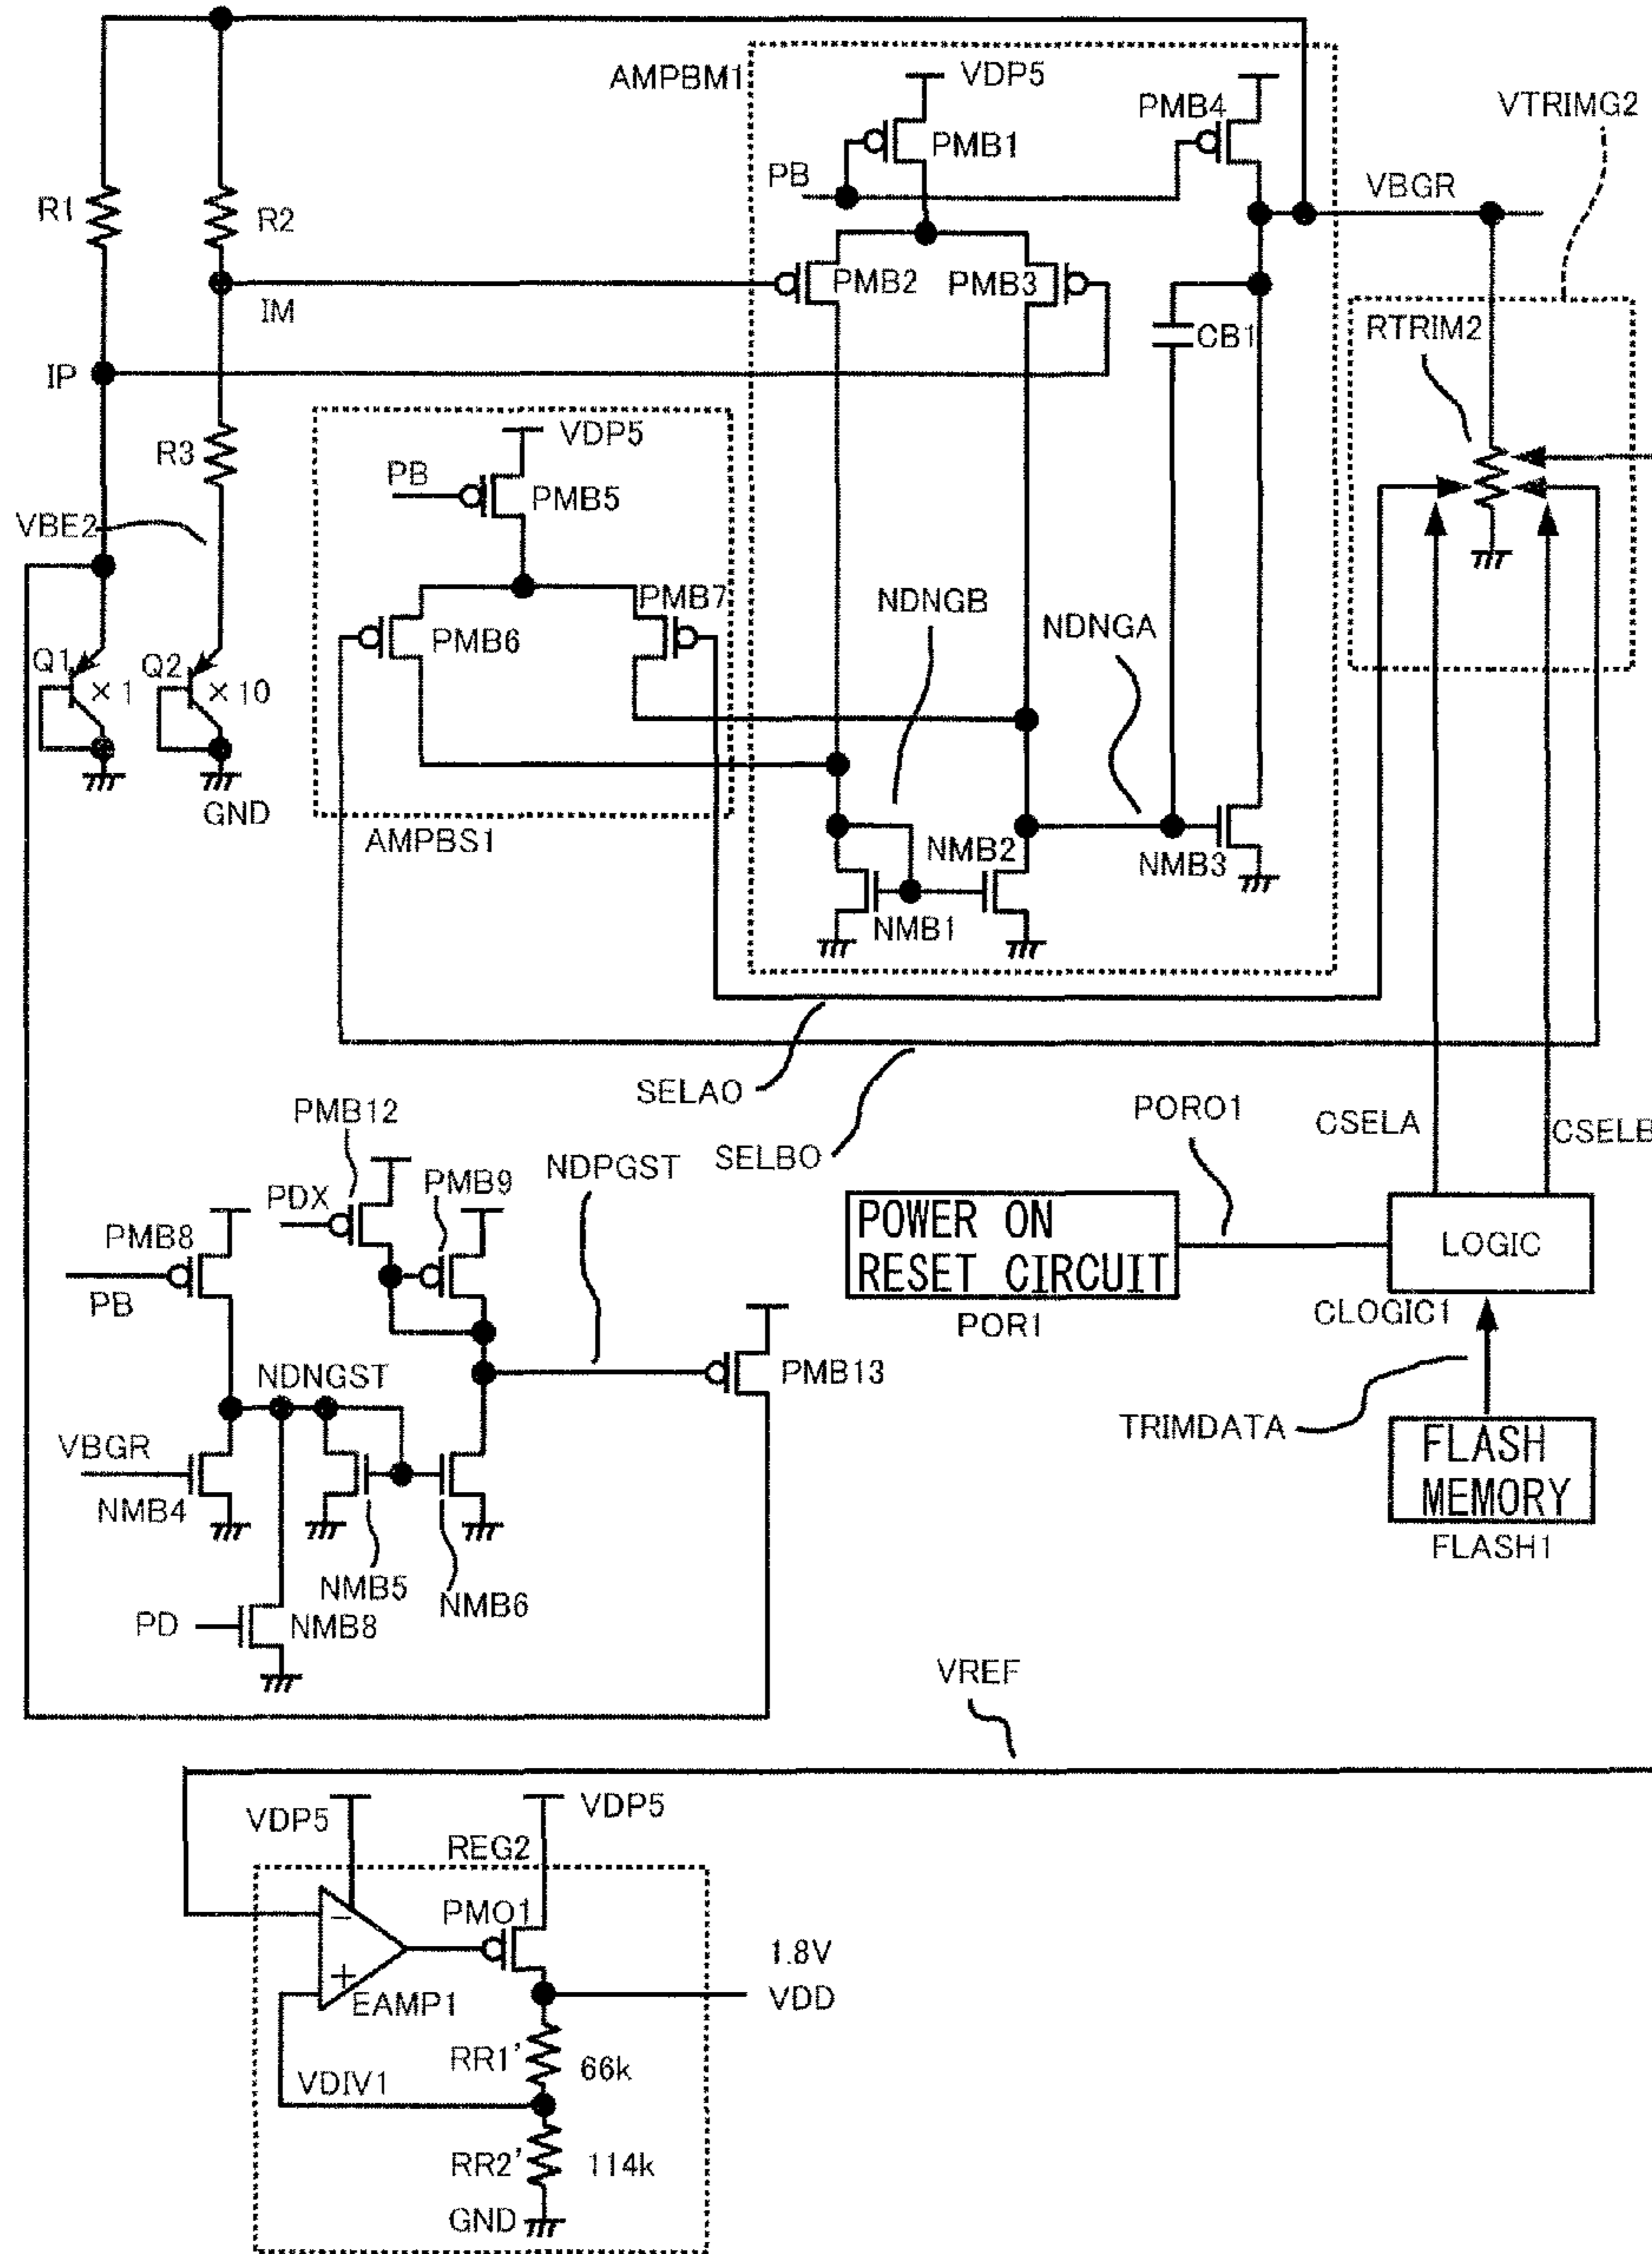 AMPBM1
VDP5
PMB4
VTRIMG2
PMB1
PB
VBGR
R1
R2
PMB2
PMB3
RTRIM2
IM
CB1
IP
VDP5
R3
PB
PMB5
VBE2
NDNGB
PMB7
NDNGA
PMB6
Q1
×1
Q2
×10
GND
AMPBS1
NMB2
NMB3
NMB1
SELAO
PMB12
PORO1
CSELA
CSELB
SELBO
NDPGST
PMB9
PDX
PMB8
POWER ON
RESET CIRCUIT
LOGIC
PB
POR1
CLOGIC1
PMB13
NDNGST
TRIMDATA
VBGR
FLASH
MEMORY
NMB4
FLASH1
NMB5
NMB6
PD
NMB8
VREF
VDP5
VDP5
REG2
PMO1
−
1.8V
+
EAMP1
VDD
RR1'
66k
VDIV1
RR2'
114k
GND